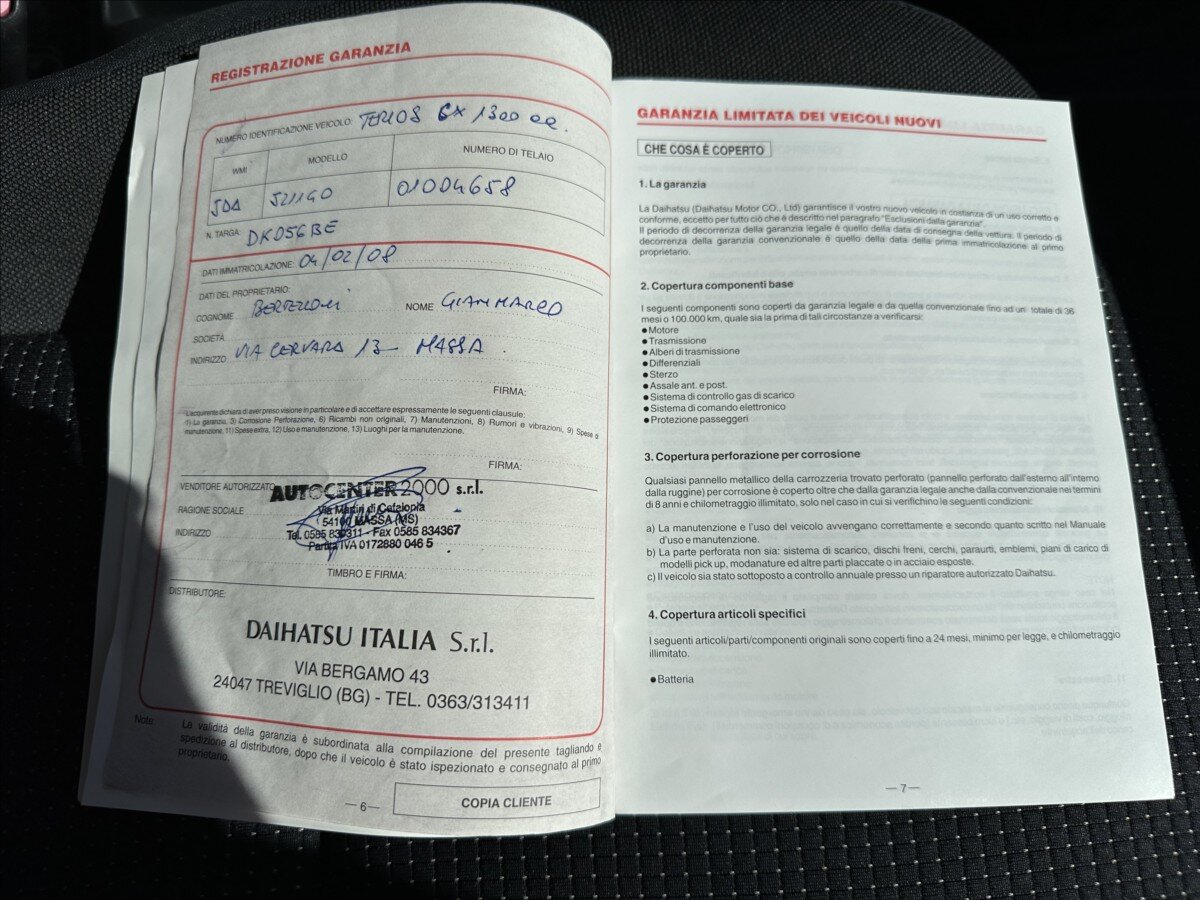 REGISTRAZIONE GARANZIA
NUMERO IDENTIFICAZIONE VEICOLO: TERIOS CX 1300 cc.
WMI MODELLO NUMERO DI TELAIO
JDA J211GO 01004658
N. TARGA: DK056BE
DATI IMMATRICOLAZIONE: 04/02/08
DATI DEL PROPRIETARIO:
COGNOME NOME GIANMARCO
SOCIETÀ
INDIRIZZO VIA CERVARA 13 - MASSA.
FIRMA:
L'acquirente dichiara di aver preso visione in particolare e di accettare espressamente le seguenti clausule:
1) La garanzia, 3) Corrosione Perforazione, 6) Ricambi non originali, 7) Manutenzioni, 8) Rumori e vibrazioni, 9) Spese di
manutenzione, 11) Spese extra, 12) Uso e manutenzione, 13) Luoghi per la manutenzione.
FIRMA:
VENDITORE AUTORIZZATO
AUTOCENTER 2000 s.r.l.
RAGIONE SOCIALE
Via Martiri di Cefalonia
54100 MASSA (MS)
INDIRIZZO
Fax 0585 834367
Partita IVA 0172880 046 5
TIMBRO E FIRMA:
DISTRIBUTORE:
DAIHATSU ITALIA S.r.l.
VIA BERGAMO 43
24047 TREVIGLIO (BG) - TEL. 0363/313411
Note: La validità della garanzia è subordinata alla compilazione del presente tagliando e
spedizione al distributore, dopo che il veicolo è stato ispezionato e consegnato al primo
proprietario.
—6—
COPIA CLIENTE
GARANZIA LIMITATA DEI VEICOLI NUOVI
CHE COSA È COPERTO
1. La garanzia
La Daihatsu (Daihatsu Motor CO., Ltd) garantisce il vostro nuovo veicolo in costanza di un uso corretto e
conforme, eccetto per tutto ciò che è descritto nel paragrafo "Esclusioni dalla garanzia".
Il periodo di decorrenza della garanzia legale è quello della data di consegna della vettura. Il periodo di
decorrenza della garanzia convenzionale è quello della data della prima immatricolazione al primo
proprietario.
2. Copertura componenti base
I seguenti componenti sono coperti da garanzia legale e da quella convenzionale fino ad un totale di 36
mesi o 100.000 km, quale sia la prima di tali circostanze a verificarsi:
● Motore
● Trasmissione
● Alberi di trasmissione
● Differenziali
● Sterzo
● Assale ant. e post.
● Sistema di controllo gas di scarico
● Sistema di comando elettronico
● Protezione passeggeri
3. Copertura perforazione per corrosione
Qualsiasi pannello metallico della carrozzeria trovato perforato (pannello perforato dall'esterno all'interno
dalla ruggine) per corrosione è coperto oltre che dalla garanzia legale anche dalla convenzionale nei termini
di 8 anni e chilometraggio illimitato, solo nel caso in cui si verifichino le seguenti condizioni:
a) La manutenzione e l'uso del veicolo avvengano correttamente e secondo quanto scritto nel Manuale
d'uso e manutenzione.
b) La parte perforata non sia: sistema di scarico, dischi freni, cerchi, paraurti, emblemi, piani di carico di
modelli pick up, modanature ed altre parti placcate o in acciaio esposte.
c) Il veicolo sia stato sottoposto a controllo annuale presso un riparatore autorizzato Daihatsu.
4. Copertura articoli specifici
I seguenti articoli/parti/componenti originali sono coperti fino a 24 mesi, minimo per legge, e chilometraggio
illimitato.
● Batteria
—7—